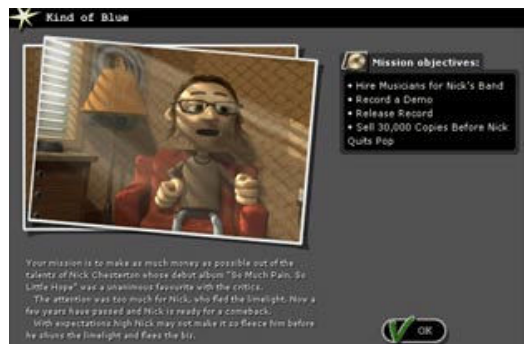 Kind of Blue
Mission objectives:
• Hire Musicians for Nick's Band
• Record a Demo
• Release Record
• Sell 30,000 Copies Before Nick
Quits Pop
Your mission is to make as much money as possible out of the
talents of Nick Chesterton whose debut album "So Much Pain, So
Little Hope" was a unanimous favourite with the critics.
The attention was too much for Nick, who fled the limelight. Now a
few years have passed and Nick is ready for a comeback.
With expectations high Nick may not make it so fleece him before
he shuns the limelight and flees the biz.
OK